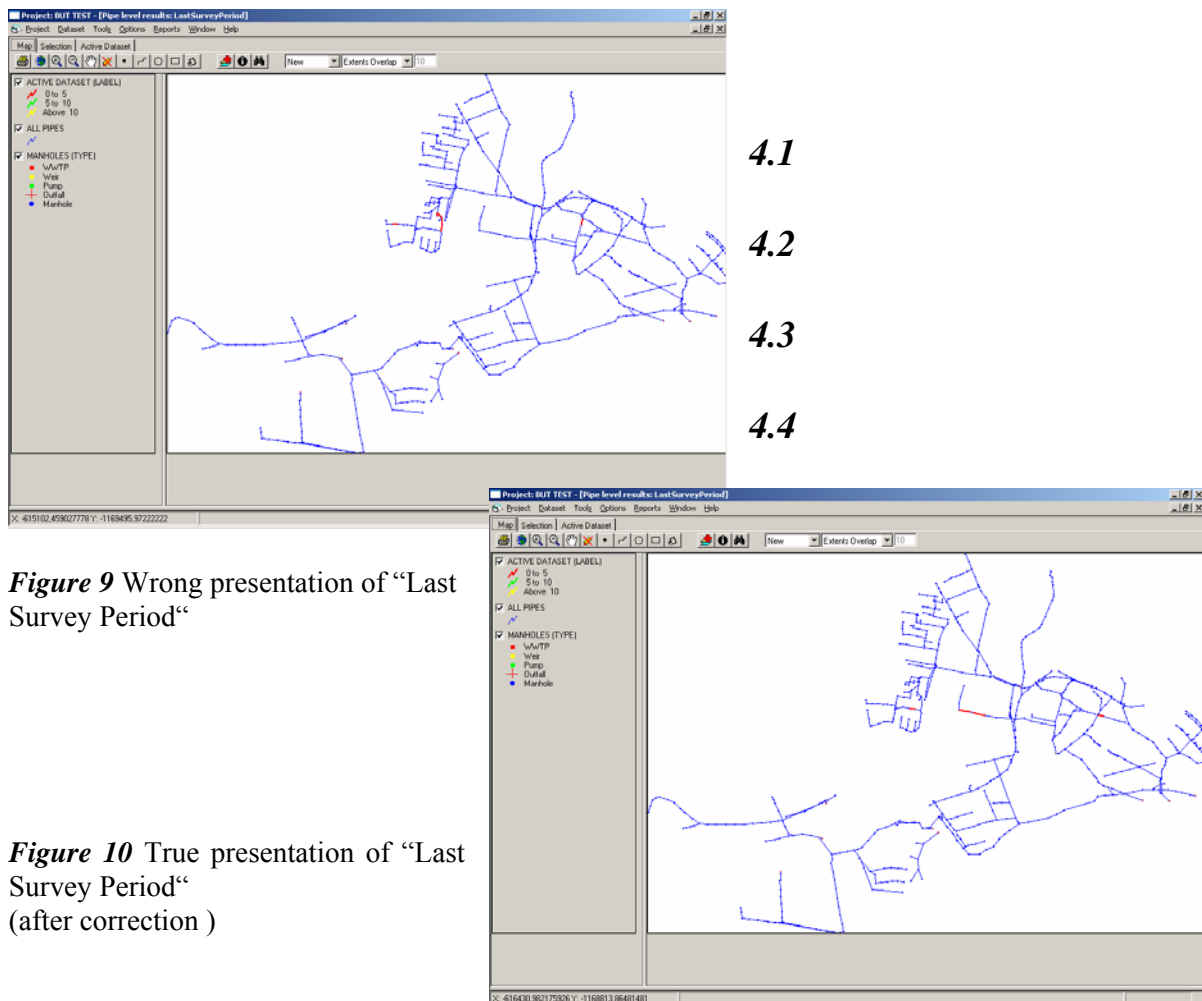 Project: BUT TEST - [Pipe level results: LastSurveyPeriod]
Project Dataset Tools Options Reports Window Help
Map Selection Active Dataset
New Extents Overlap 10
ACTIVE DATASET (LABEL)
0 to 5
5 to 10
Above 10
ALL PIPES
MANHOLES (TYPE)
WWTP
Weir
Pump
Outfall
Manhole
X: -615102,459027778 Y: -1169495,97222222
4.1
4.2
4.3
4.4
Figure 9 Wrong presentation of “Last
Survey Period“
Project: BUT TEST - [Pipe level results: LastSurveyPeriod]
Project Dataset Tools Options Reports Window Help
Map Selection Active Dataset
New Extents Overlap 10
ACTIVE DATASET (LABEL)
0 to 5
5 to 10
Above 10
ALL PIPES
MANHOLES (TYPE)
WWTP
Weir
Pump
Outfall
Manhole
X: -616430,982175926 Y: -1168813,86481481
Figure 10 True presentation of “Last
Survey Period“
(after correction )